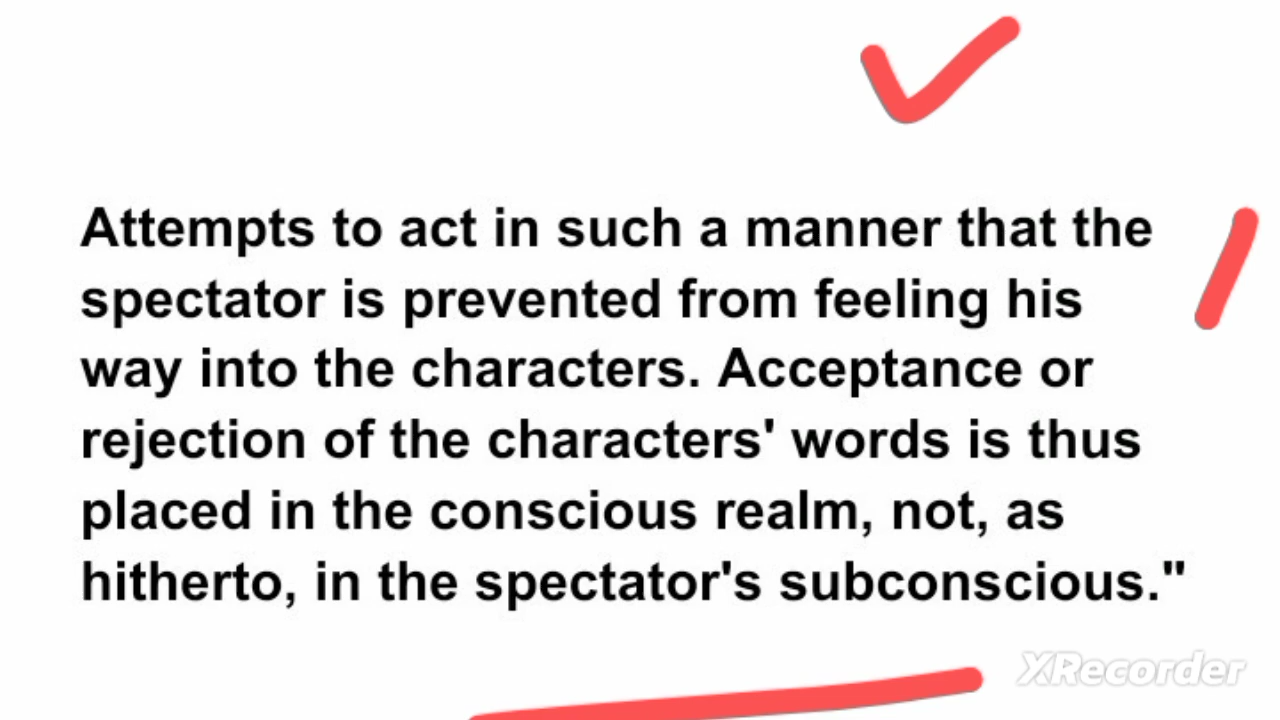 Attempts to act in such a manner that the
spectator is prevented from feeling his
way into the characters. Acceptance or
rejection of the characters' words is thus
placed in the conscious realm, not, as
hitherto, in the spectator's subconscious."
XRecorder